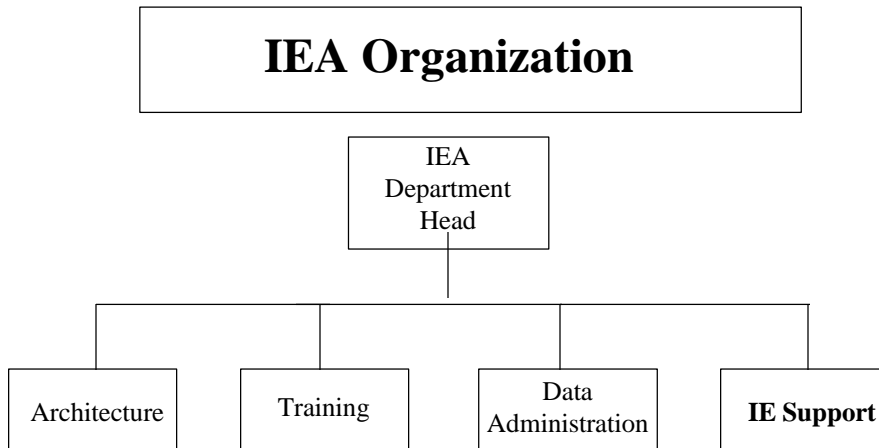 IEA Organization
IEA
Department
Head
Architecture
Training
Data
Administration
IE Support